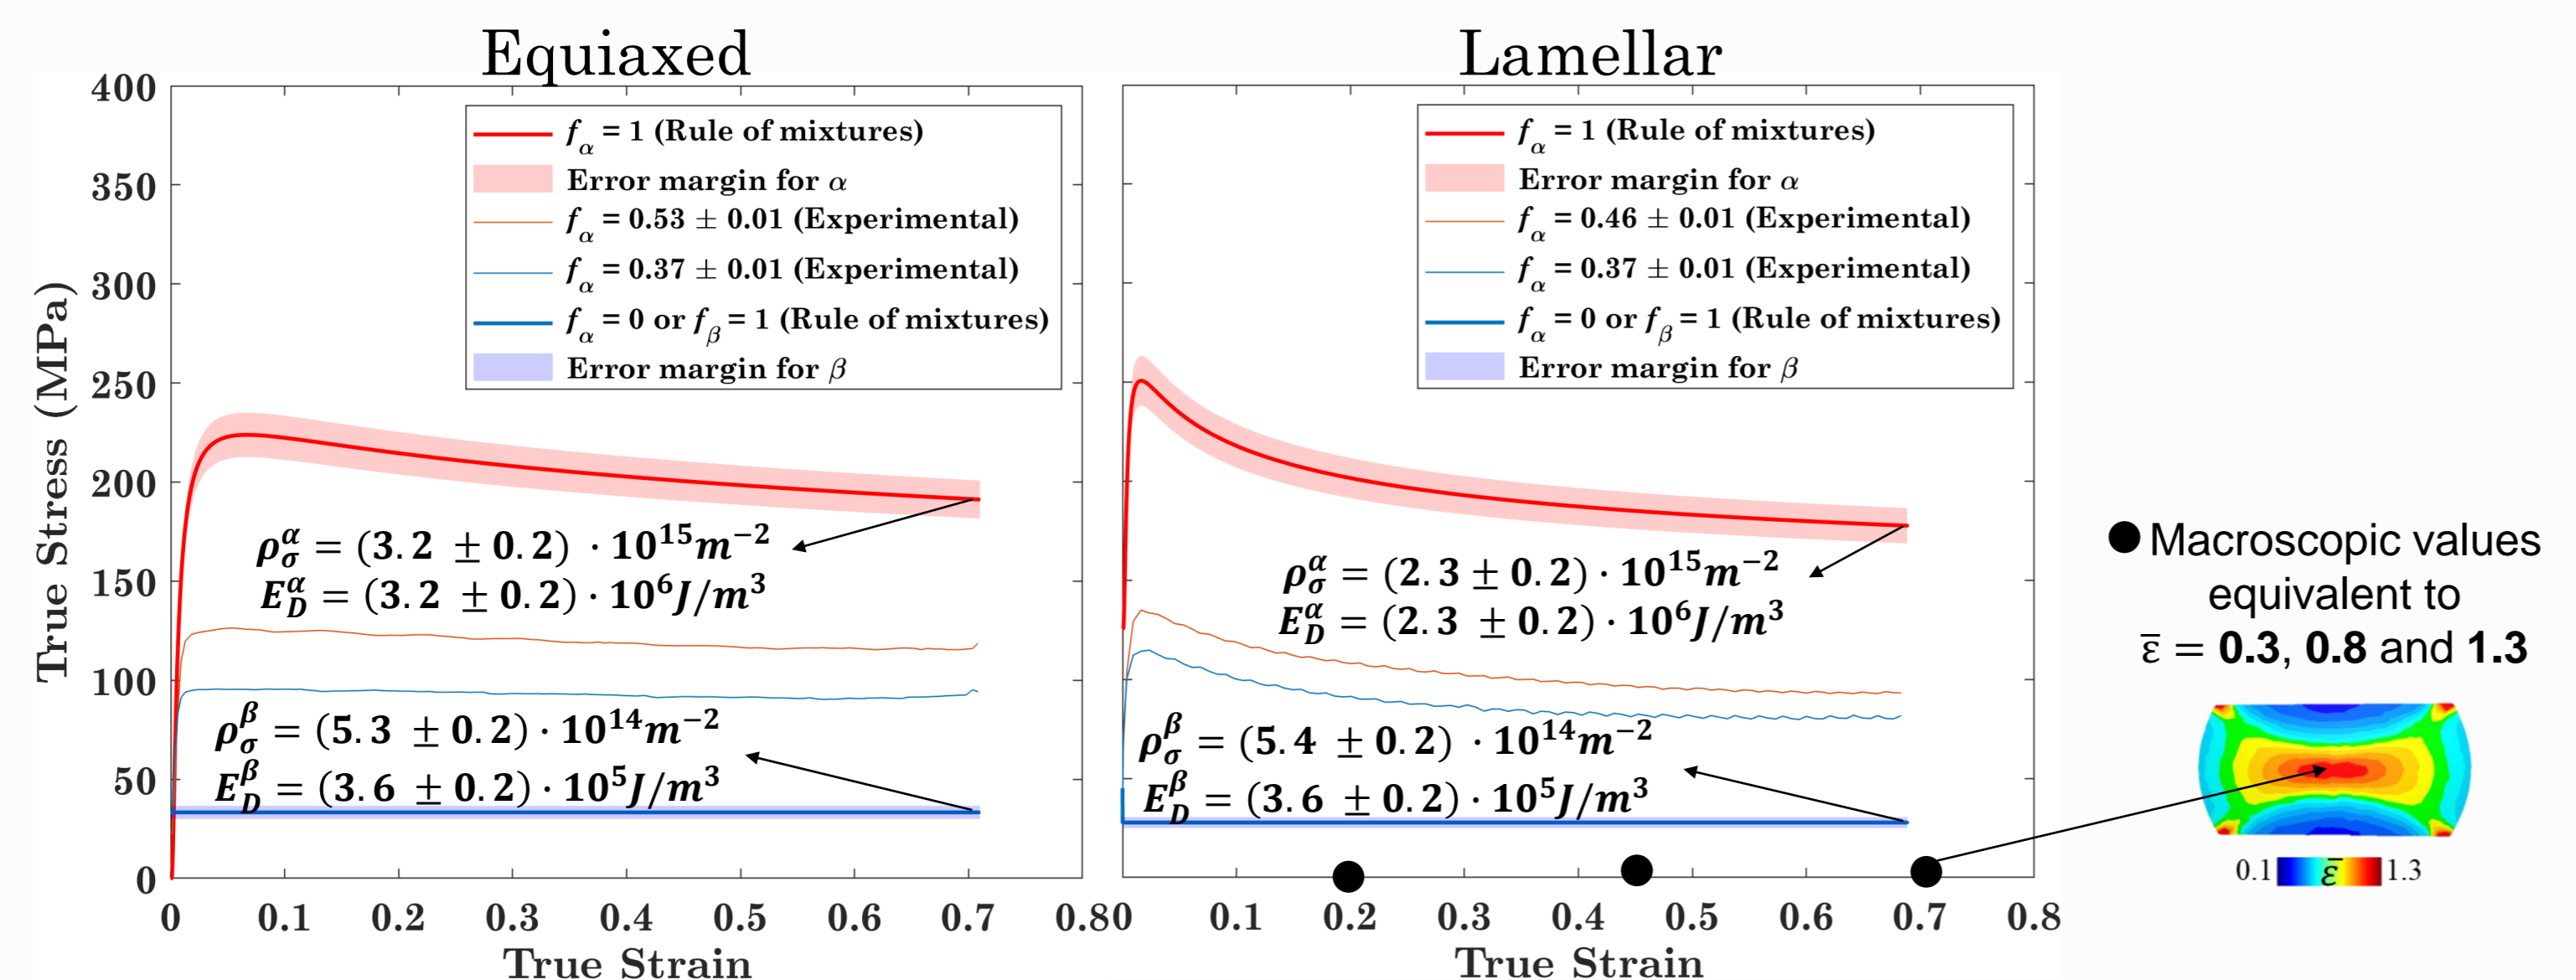 Equiaxed
400
350
300
250
200
150
100
50
0
True Stress (MPa)
f_α = 1 (Rule of mixtures)
Error margin for α
f_α = 0.53 ± 0.01 (Experimental)
f_α = 0.37 ± 0.01 (Experimental)
f_α = 0 or f_β = 1 (Rule of mixtures)
Error margin for β
ρ_σ^α = (3.2 ± 0.2) · 10^15 m^−2
E_D^α = (3.2 ± 0.2) · 10^6 J/m^3
ρ_σ^β = (5.3 ± 0.2) · 10^14 m^−2
E_D^β = (3.6 ± 0.2) · 10^5 J/m^3
0 0.1 0.2 0.3 0.4 0.5 0.6 0.7 0.8
True Strain
Lamellar
f_α = 1 (Rule of mixtures)
Error margin for α
f_α = 0.46 ± 0.01 (Experimental)
f_α = 0.37 ± 0.01 (Experimental)
f_α = 0 or f_β = 1 (Rule of mixtures)
Error margin for β
ρ_σ^α = (2.3 ± 0.2) · 10^15 m^−2
E_D^α = (2.3 ± 0.2) · 10^6 J/m^3
ρ_σ^β = (5.4 ± 0.2) · 10^14 m^−2
E_D^β = (3.6 ± 0.2) · 10^5 J/m^3
0 0.1 0.2 0.3 0.4 0.5 0.6 0.7 0.8
True Strain
Macroscopic values
equivalent to
ε̄ = 0.3, 0.8 and 1.3
0.1 ε̄ 1.3